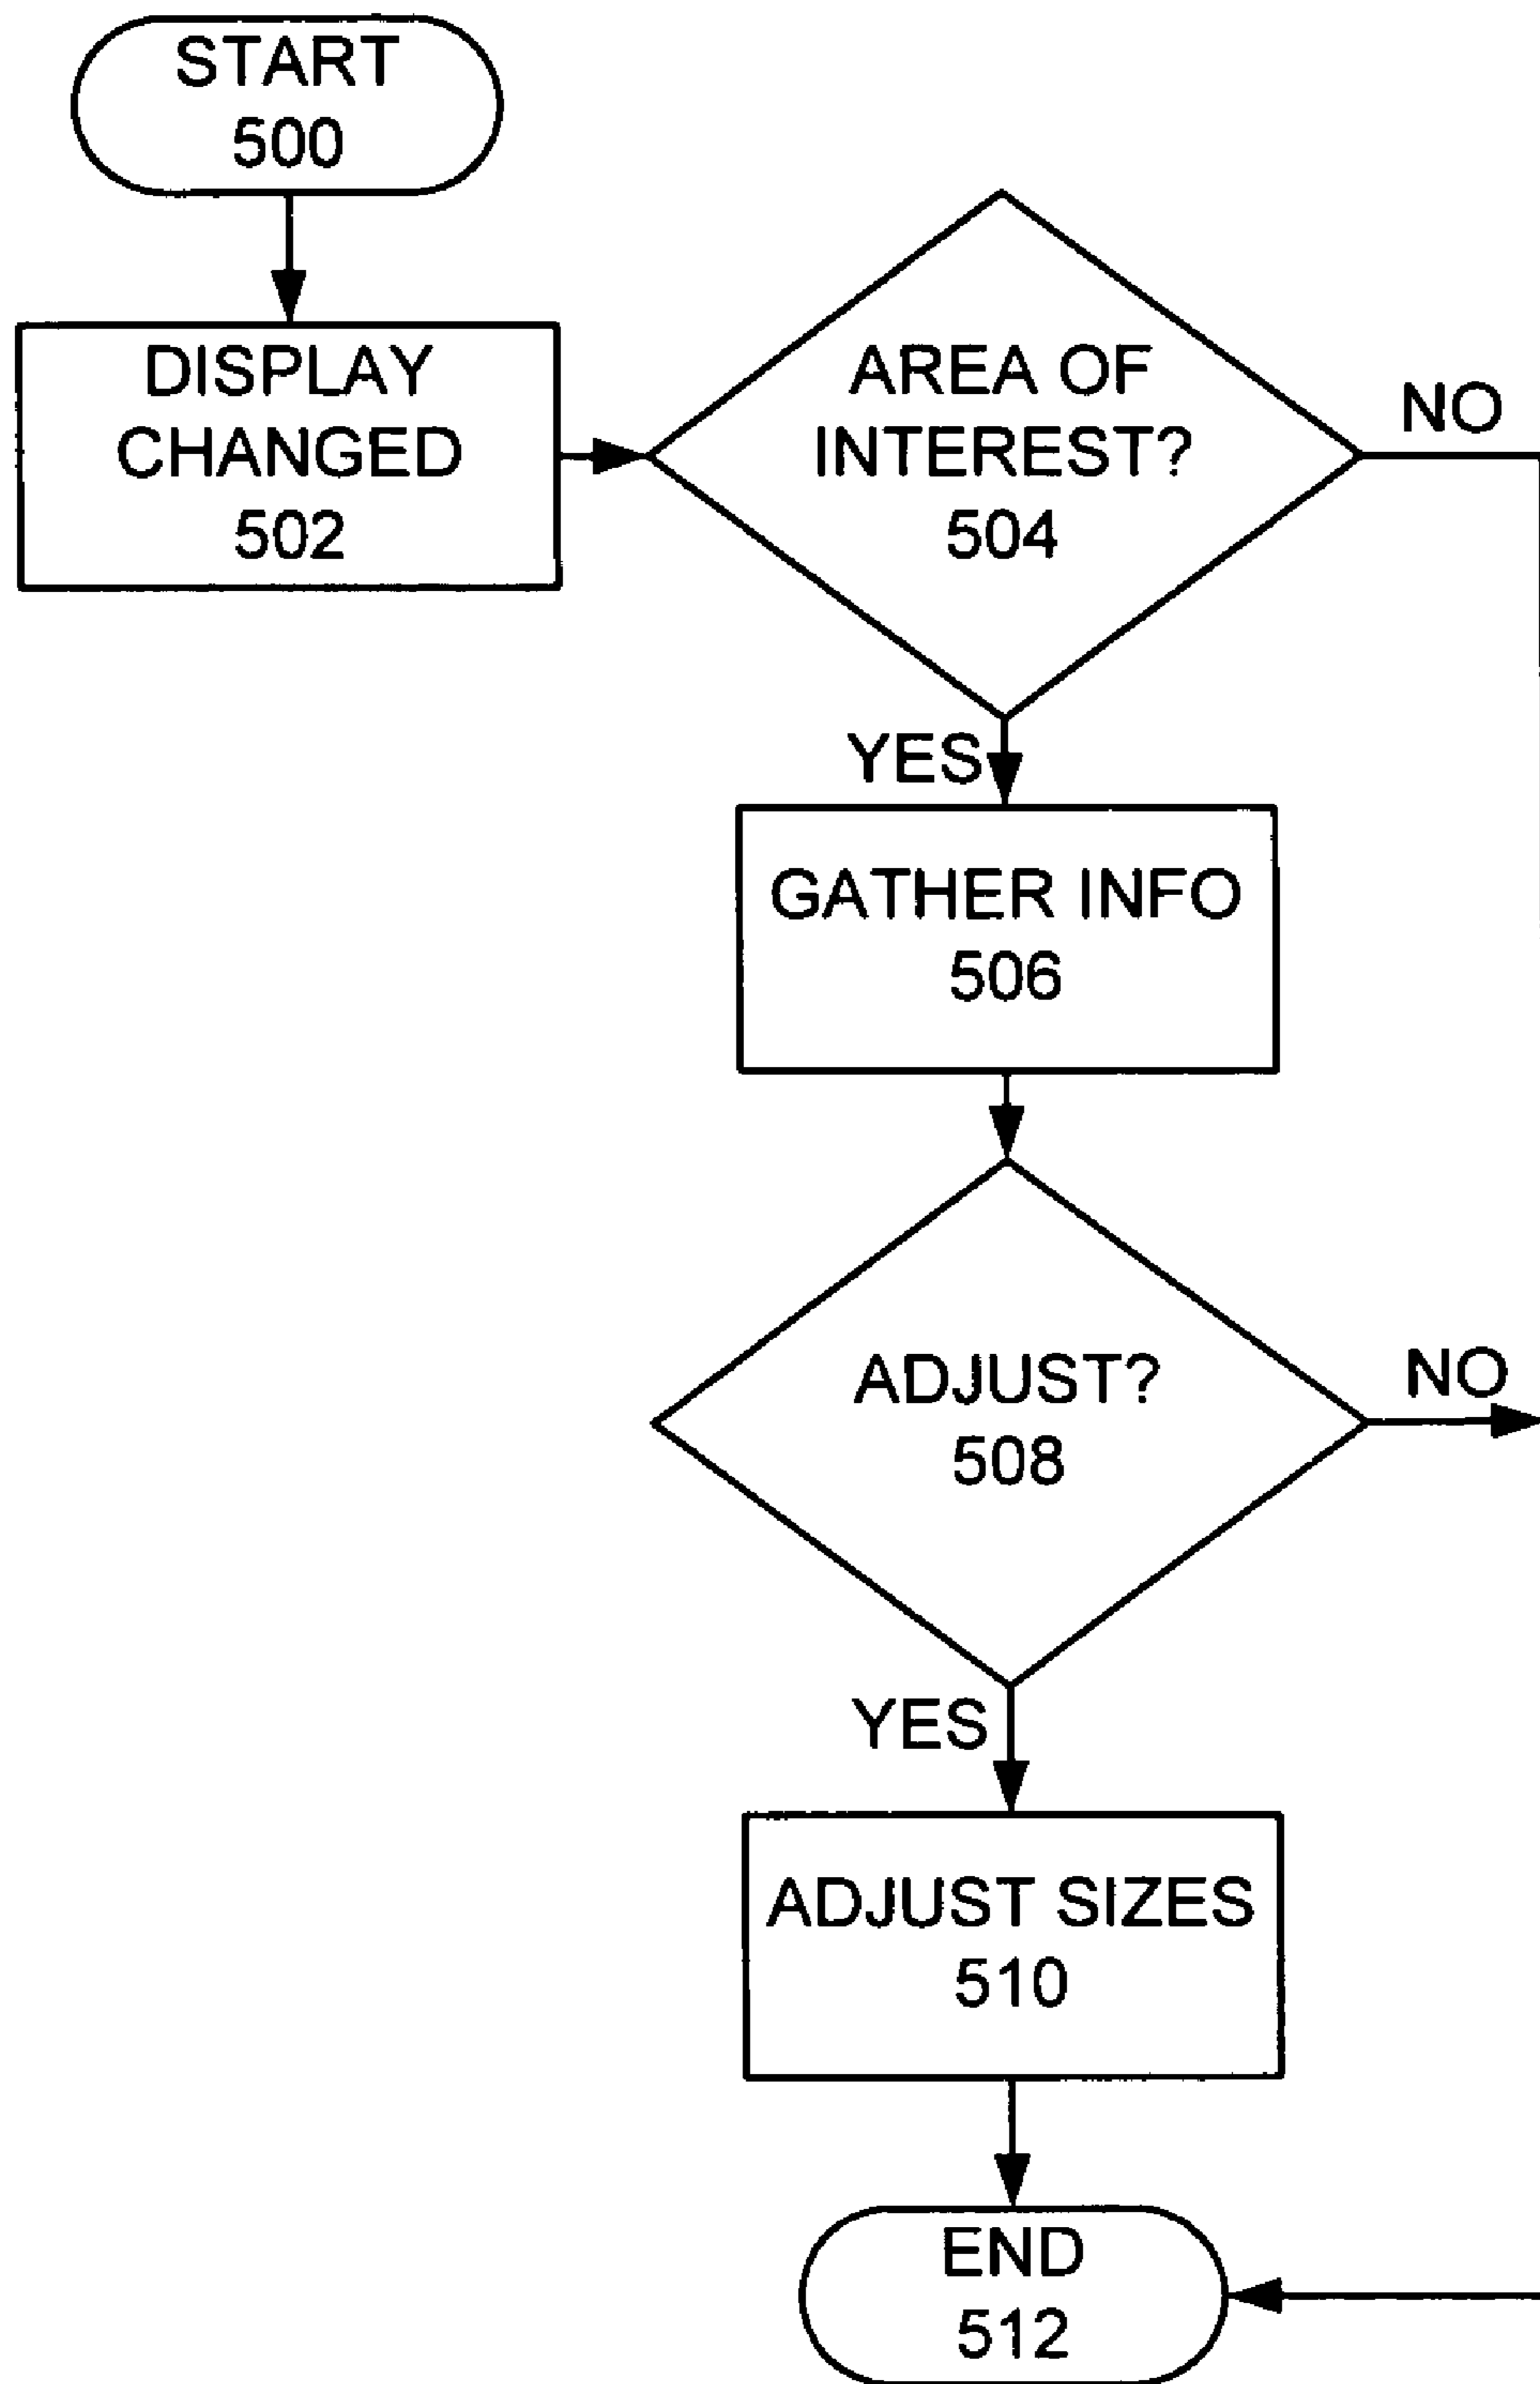 START
500
DISPLAY
CHANGED
502
AREA OF
INTEREST?
504
NO
YES
GATHER INFO
506
ADJUST?
508
NO
YES
ADJUST SIZES
510
END
512